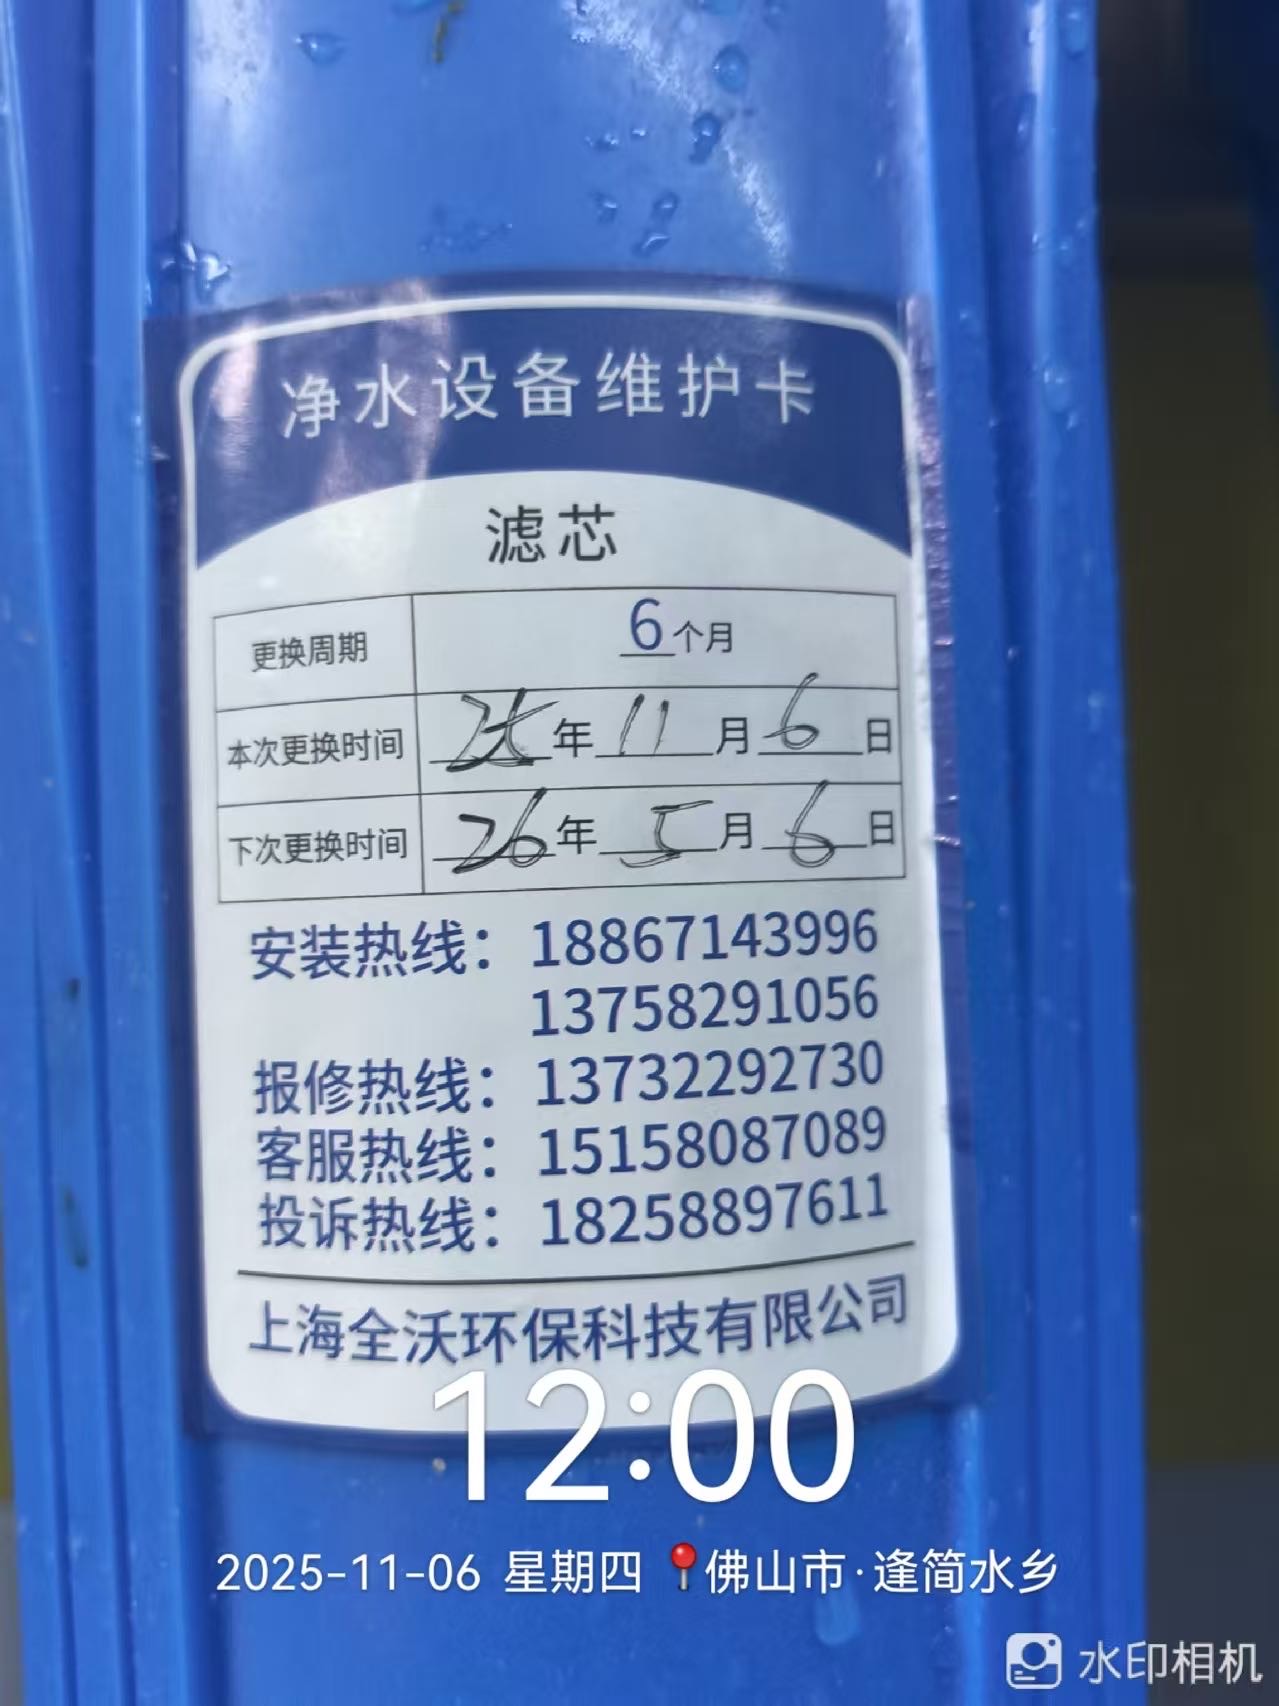 净水设备维护卡
滤芯
更换周期 6个月
本次更换时间 25年11月6日
下次更换时间 26年5月6日
安装热线：18867143996
13758291056
报修热线：13732292730
客服热线：15158087089
投诉热线：18258897611
上海全沃环保科技有限公司
12:00
2025-11-06 星期四 📍佛山市·逢简水乡
水印相机